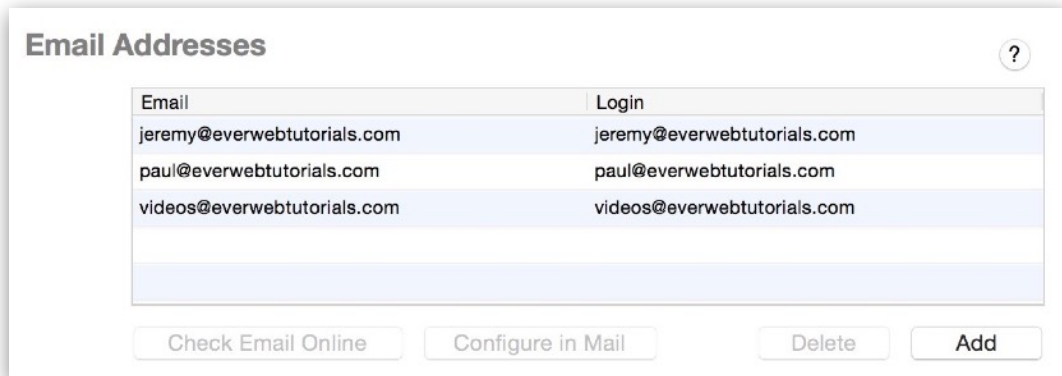 Email Addresses
?
Email Login
jeremy@everwebtutorials.com jeremy@everwebtutorials.com
paul@everwebtutorials.com paul@everwebtutorials.com
videos@everwebtutorials.com videos@everwebtutorials.com
Check Email Online Configure in Mail Delete Add